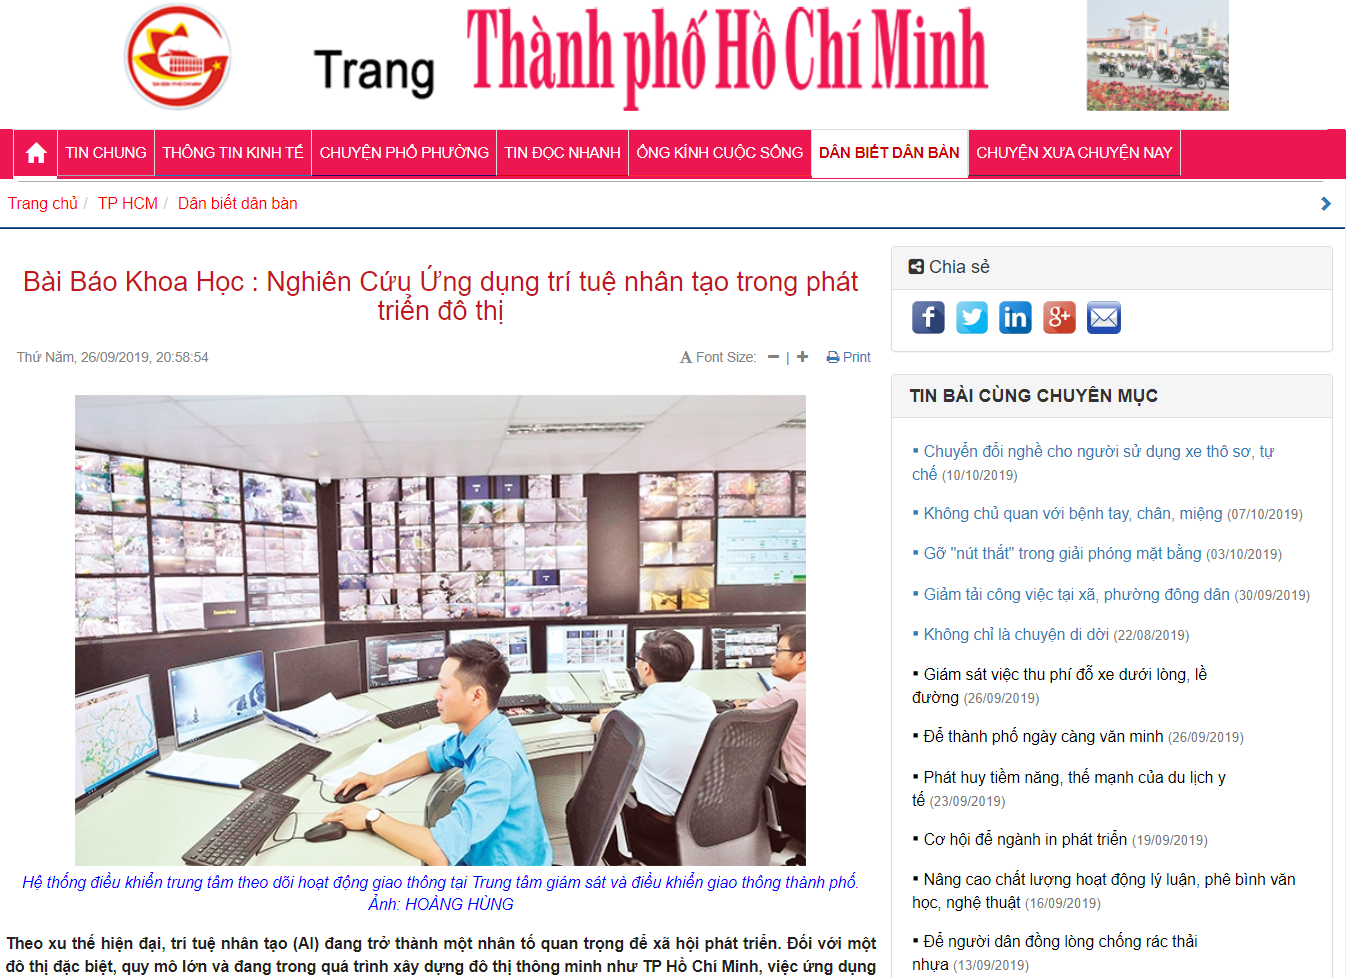 Trang
Thành phố Hồ Chí Minh
TIN CHUNG
THÔNG TIN KINH TẾ
CHUYỆN PHỐ PHƯỜNG
TIN ĐỌC NHANH
ỐNG KÍNH CUỘC SỐNG
DÂN BIẾT DÂN BÀN
CHUYỆN XƯA CHUYỆN NAY
Trang chủ / TP HCM / Dân biết dân bàn
Bài Báo Khoa Học : Nghiên Cứu Ứng dụng trí tuệ nhân tạo trong phát
triển đô thị
Thứ Năm, 26/09/2019, 20:58:54
A Font Size: − | + Print
Hệ thống điều khiển trung tâm theo dõi hoạt động giao thông tại Trung tâm giám sát và điều khiển giao thông thành phố.
Ảnh: HOÀNG HÙNG
Theo xu thế hiện đại, trí tuệ nhân tạo (AI) đang trở thành một nhân tố quan trọng để xã hội phát triển. Đối với một
đô thị đặc biệt, quy mô lớn và đang trong quá trình xây dựng đô thị thông minh như TP Hồ Chí Minh, việc ứng dụng
Chia sẻ
TIN BÀI CÙNG CHUYÊN MỤC
▪ Chuyển đổi nghề cho người sử dụng xe thô sơ, tự
chế (10/10/2019)
▪ Không chủ quan với bệnh tay, chân, miệng (07/10/2019)
▪ Gỡ "nút thắt" trong giải phóng mặt bằng (03/10/2019)
▪ Giảm tải công việc tại xã, phường đông dân (30/09/2019)
▪ Không chỉ là chuyện di dời (22/08/2019)
▪ Giám sát việc thu phí đỗ xe dưới lòng, lề
đường (26/09/2019)
▪ Để thành phố ngày càng văn minh (26/09/2019)
▪ Phát huy tiềm năng, thế mạnh của du lịch y
tế (23/09/2019)
▪ Cơ hội để ngành in phát triển (19/09/2019)
▪ Nâng cao chất lượng hoạt động lý luận, phê bình văn
học, nghệ thuật (16/09/2019)
▪ Để người dân đồng lòng chống rác thải
nhựa (13/09/2019)